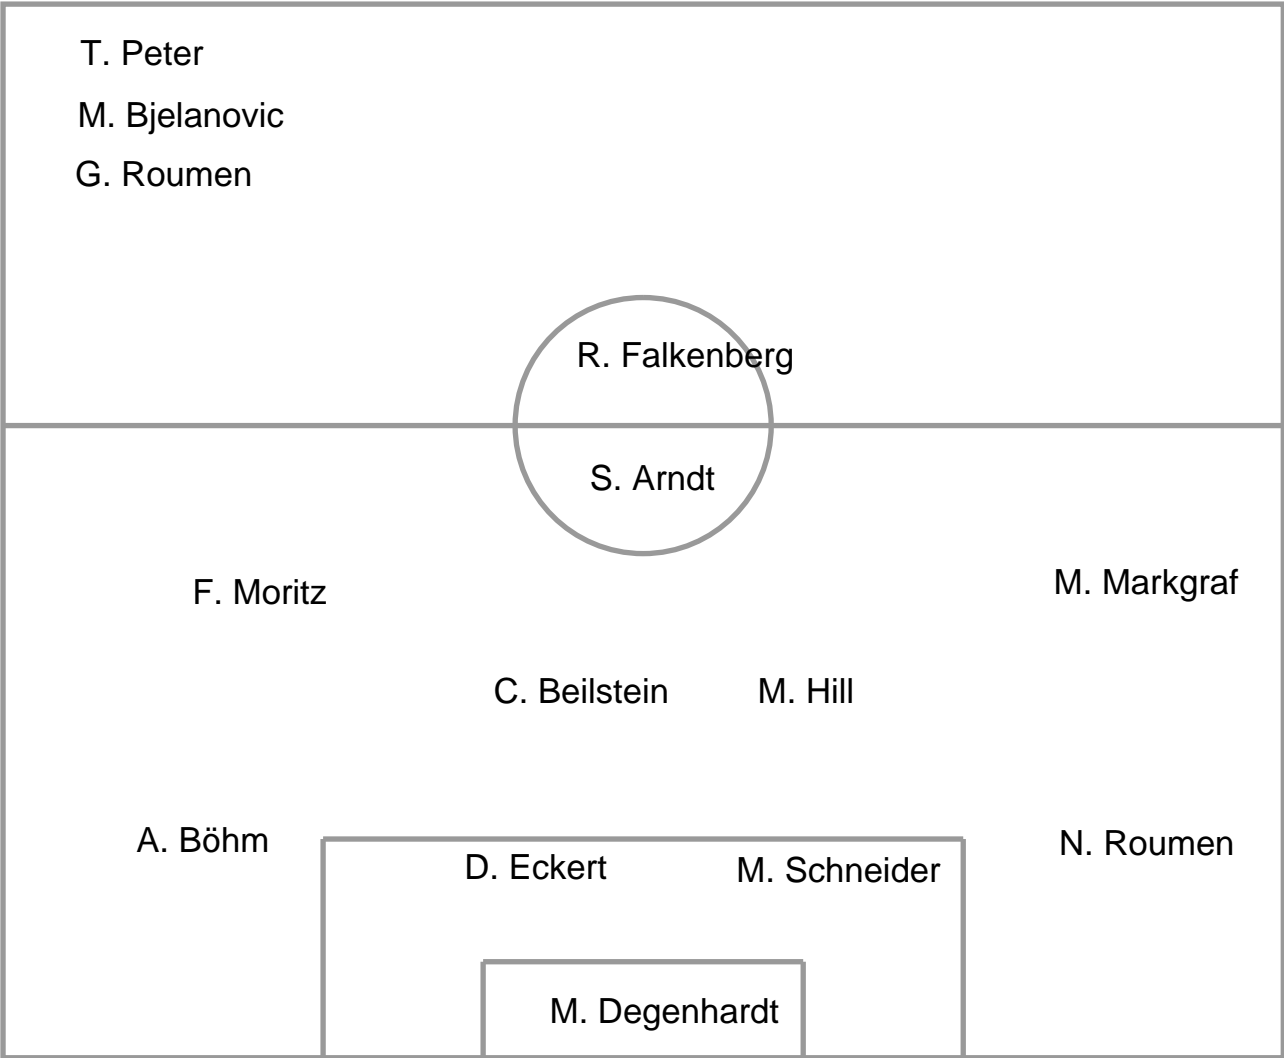 T. Peter
M. Bjelanovic
G. Roumen
R. Falkenberg
S. Arndt
F. Moritz
M. Markgraf
C. Beilstein
M. Hill
A. Böhm
D. Eckert
M. Schneider
N. Roumen
M. Degenhardt